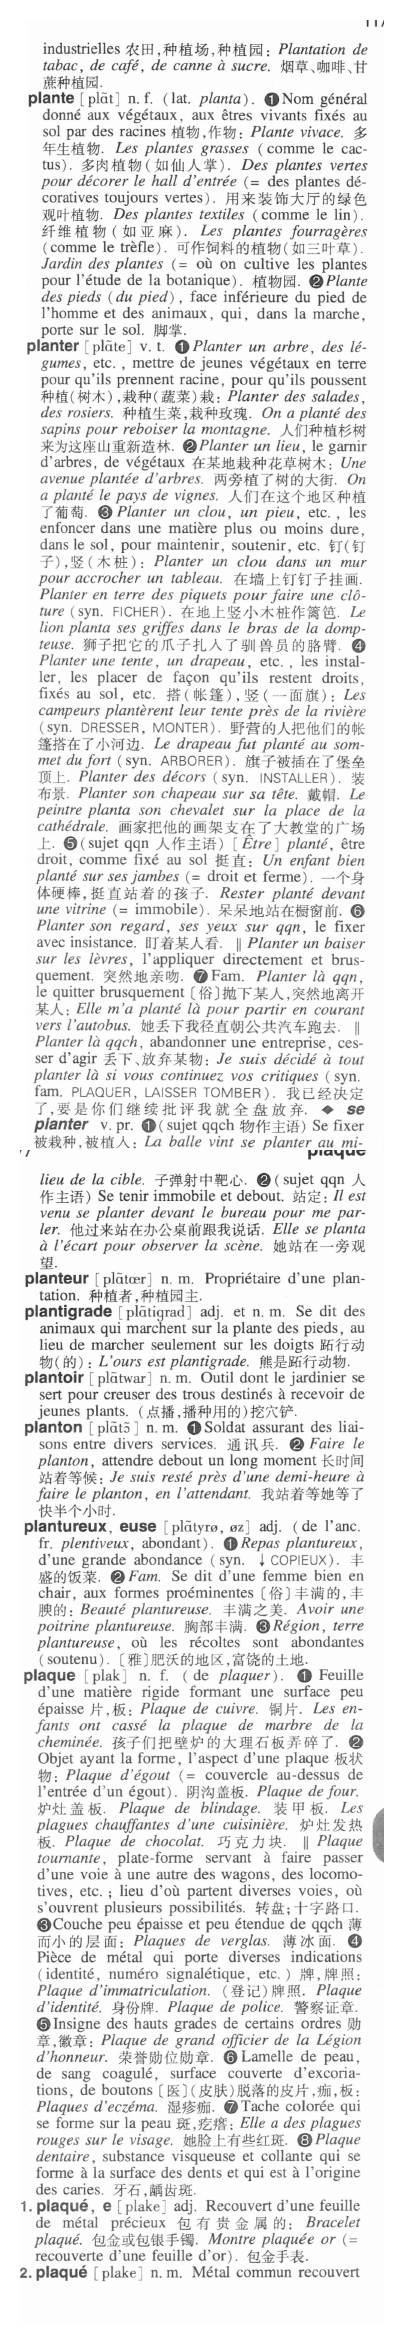 industrielles 农田,种植场,种植园: Plantation de
tabac, de café, de canne à sucre. 烟草、咖啡、甘
蔗种植园.
plante [plɑ̃t] n. f. (lat. planta). ❶Nom général
donné aux végétaux, aux êtres vivants fixés au
sol par des racines 植物,作物: Plante vivace. 多
年生植物. Les plantes grasses (comme le cac-
tus). 多肉植物(如仙人掌). Des plantes vertes
pour décorer le hall d'entrée (= des plantes dé-
coratives toujours vertes). 用来装饰大厅的绿色
观叶植物. Des plantes textiles (comme le lin).
纤维植物(如亚麻). Les plantes fourragères
(comme le trèfle). 可作饲料的植物(如三叶草).
Jardin des plantes (= où on cultive les plantes
pour l'étude de la botanique). 植物园. ❷Plante
des pieds (du pied), face inférieure du pied de
l'homme et des animaux, qui, dans la marche,
porte sur le sol. 脚掌.
planter [plɑ̃te] v. t. ❶Planter un arbre, des lé-
gumes, etc., mettre de jeunes végétaux en terre
pour qu'ils prennent racine, pour qu'ils poussent
种植(树木),栽种(蔬菜)栽: Planter des salades,
des rosiers. 种植生菜,栽种玫瑰. On a planté des
sapins pour reboiser la montagne. 人们种植杉树
来为这座山重新造林. ❷Planter un lieu, le garnir
d'arbres, de végétaux 在某地栽种花草树木: Une
avenue plantée d'arbres. 两旁植了树的大街. On
a planté le pays de vignes. 人们在这个地区种植
了葡萄. ❸ Planter un clou, un pieu, etc., les
enfoncer dans une matière plus ou moins dure,
dans le sol, pour maintenir, soutenir, etc. 钉(钉
子),竖(木桩): Planter un clou dans un mur
pour accrocher un tableau. 在墙上钉钉子挂画.
Planter en terre des piquets pour faire une clô-
ture (syn. FICHER). 在地上竖小木桩作篱笆. Le
lion planta ses griffes dans le bras de la domp-
teuse. 狮子把它的爪子扎入了驯兽员的胳臂. ❹
Planter une tente, un drapeau, etc., les instal-
ler, les placer de façon qu'ils restent droits,
fixés au sol, etc. 搭(帐篷),竖(一面旗): Les
campeurs plantèrent leur tente près de la rivière
(syn. DRESSER, MONTER). 野营的人把他们的帐
篷搭在了小河边. Le drapeau fut planté au som-
met du fort (syn. ARBORER). 旗子被插在了堡垒
顶上. Planter des décors (syn. INSTALLER). 装
布景. Planter son chapeau sur sa tête. 戴帽. Le
peintre planta son chevalet sur la place de la
cathédrale. 画家把他的画架支在了大教堂的广场
上. ❺(sujet qqn 人作主语) [Être] planté, être
droit, comme fixé au sol 挺直: Un enfant bien
planté sur ses jambes (= droit et ferme). 一个身
体硬棒,挺直站着的孩子. Rester planté devant
une vitrine (= immobile). 呆呆地站在橱窗前. ❻
Planter son regard, ses yeux sur qqn, le fixer
avec insistance. 盯着某人看. ‖ Planter un baiser
sur les lèvres, l'appliquer directement et brus-
quement. 突然地亲吻. ❼Fam. Planter là qqn,
le quitter brusquement〔俗〕抛下某人,突然地离开
某人: Elle m'a planté là pour partir en courant
vers l'autobus. 她丢下我径直朝公共汽车跑去. ‖
Planter là qqch, abandonner une entreprise, ces-
ser d'agir 丢下、放弃某物: Je suis décidé à tout
planter là si vous continuez vos critiques (syn.
fam. PLAQUER, LAISSER TOMBER). 我已经决定
了,要是你们继续批评我就全盘放弃. ◆ se
planter v. pr. ❶(sujet qqch 物作主语) Se fixer
被栽种,被植入: La balle vint se planter au mi-
plaque
lieu de la cible. 子弹射中靶心. ❷(sujet qqn 人
作主语) Se tenir immobile et debout. 站定: Il est
venu se planter devant le bureau pour me par-
ler. 他过来站在办公桌前跟我说话. Elle se planta
à l'écart pour observer la scène. 她站在一旁观
望.
planteur [plɑ̃tœr] n. m. Propriétaire d'une plan-
tation. 种植者,种植园主.
plantigrade [plɑ̃tigrad] adj. et n. m. Se dit des
animaux qui marchent sur la plante des pieds, au
lieu de marcher seulement sur les doigts 跖行动
物(的): L'ours est plantigrade. 熊是跖行动物.
plantoir [plɑ̃twar] n. m. Outil dont le jardinier se
sert pour creuser des trous destinés à recevoir de
jeunes plants. (点播,播种用的)挖穴铲.
planton [plɑ̃tɔ̃] n. m. ❶Soldat assurant des liai-
sons entre divers services. 通讯兵. ❷ Faire le
planton, attendre debout un long moment 长时间
站着等候: Je suis resté près d'une demi-heure à
faire le planton, en l'attendant. 我站着等她等了
快半个小时.
plantureux, euse [plɑ̃tyrø, øz] adj. (de l'anc.
fr. plentiveux, abondant). ❶Repas plantureux,
d'une grande abondance (syn. ↓COPIEUX). 丰
盛的饭菜. ❷Fam. Se dit d'une femme bien en
chair, aux formes proéminentes〔俗〕丰满的,丰
腴的: Beauté plantureuse. 丰满之美. Avoir une
poitrine plantureuse. 胸部丰满. ❸Région, terre
plantureuse, où les récoltes sont abondantes
(soutenu).〔雅〕肥沃的地区,富饶的土地.
plaque [plak] n. f. (de plaquer). ❶ Feuille
d'une matière rigide formant une surface peu
épaisse 片,板: Plaque de cuivre. 铜片. Les en-
fants ont cassé la plaque de marbre de la
cheminée. 孩子们把壁炉的大理石板弄碎了. ❷
Objet ayant la forme, l'aspect d'une plaque 板状
物: Plaque d'égout (= couvercle au-dessus de
l'entrée d'un égout). 阴沟盖板. Plaque de four.
炉灶盖板. Plaque de blindage. 装甲板. Les
plagues chauffantes d'une cuisinière. 炉灶发热
板. Plaque de chocolat. 巧克力块. ‖ Plaque
tournante, plate-forme servant à faire passer
d'une voie à une autre des wagons, des locomo-
tives, etc.; lieu d'où partent diverses voies, où
s'ouvrent plusieurs possibilités. 转盘;十字路口.
❸Couche peu épaisse et peu étendue de qqch 薄
而小的层面: Plaques de verglas. 薄冰面. ❹
Pièce de métal qui porte diverses indications
(identité, numéro signalétique, etc.) 牌,牌照:
Plaque d'immatriculation. (登记)牌照. Plaque
d'identité. 身份牌. Plaque de police. 警察证章.
❺Insigne des hauts grades de certains ordres 勋
章,徽章: Plaque de grand officier de la Légion
d'honneur. 荣誉勋位勋章. ❻Lamelle de peau,
de sang coagulé, surface couverte d'excoria-
tions, de boutons〔医〕(皮肤)脱落的皮片,痂,板:
Plaques d'eczéma. 湿疹痂. ❼Tache colorée qui
se forme sur la peau 斑,疙瘩: Elle a des plagues
rouges sur le visage. 她脸上有些红斑. ❽Plaque
dentaire, substance visqueuse et collante qui se
forme à la surface des dents et qui est à l'origine
des caries. 牙石,龋齿斑.
1. plaqué, e [plake] adj. Recouvert d'une feuille
de métal précieux 包有贵金属的: Bracelet
plaqué. 包金或包银手镯. Montre plaquée or (=
recouverte d'une feuille d'or). 包金手表.
2. plaqué [plake] n. m. Métal commun recouvert